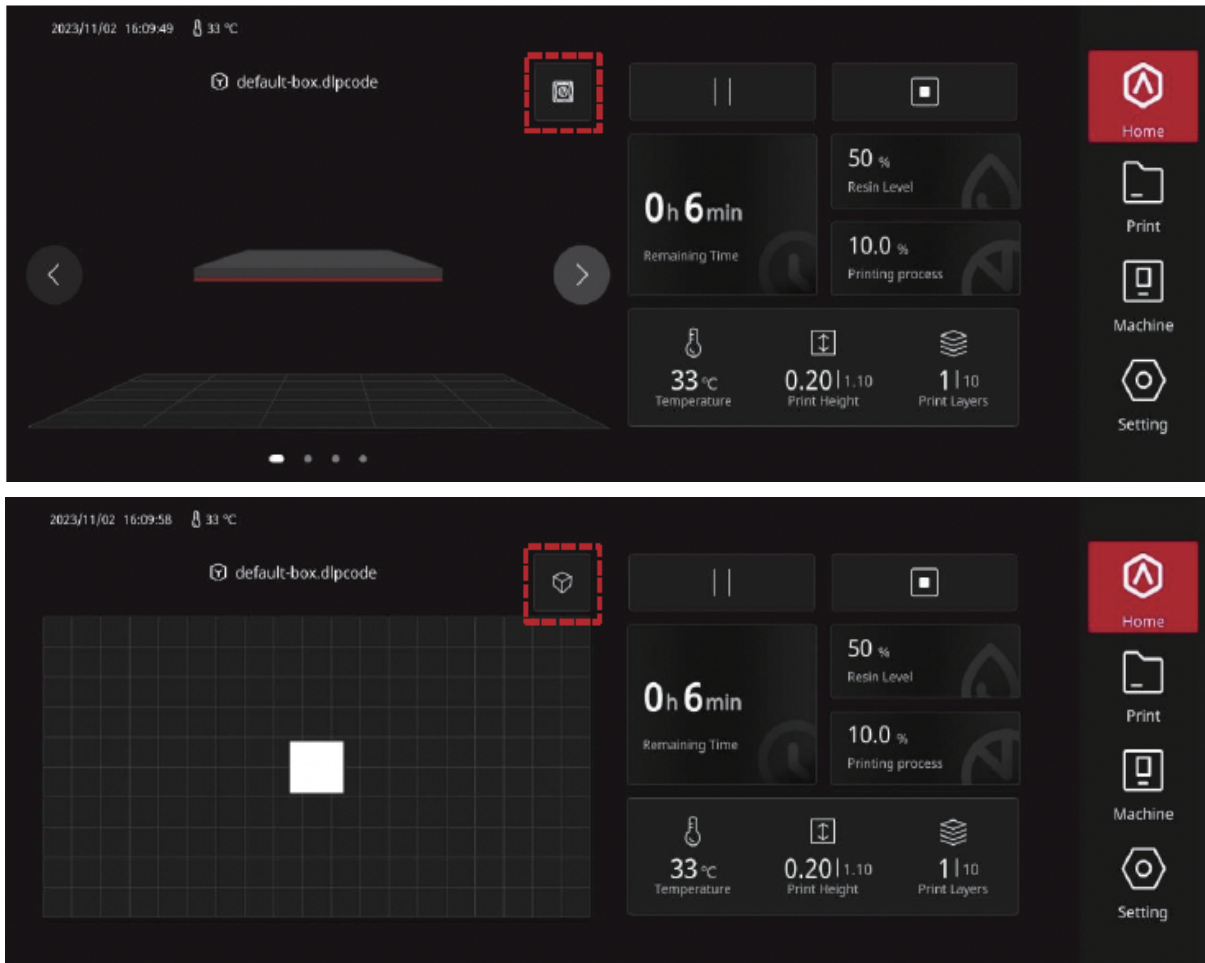 2023/11/02 16:09:49 33 °C
default-box.dlpcode
50 %
Resin Level
0h 6min
Remaining Time
10.0 %
Printing process
33 °C
Temperature
0.20 | 1.10
Print Height
1 | 10
Print Layers
Home
Print
Machine
Setting
2023/11/02 16:09:58 33 °C
default-box.dlpcode
50 %
Resin Level
0h 6min
Remaining Time
10.0 %
Printing process
33 °C
Temperature
0.20 | 1.10
Print Height
1 | 10
Print Layers
Home
Print
Machine
Setting